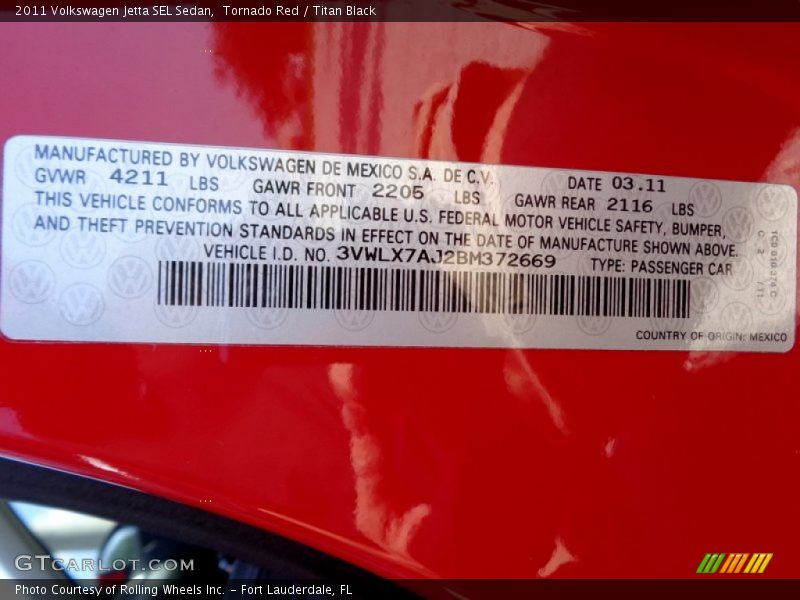 2011 Volkswagen Jetta SEL Sedan,  Tornado Red / Titan Black
MANUFACTURED BY VOLKSWAGEN DE MEXICO S.A. DE C.V.
DATE 03.11
GVWR 4211 LBS GAWR FRONT 2205 LBS GAWR REAR 2116 LBS
THIS VEHICLE CONFORMS TO ALL APPLICABLE U.S. FEDERAL MOTOR VEHICLE SAFETY, BUMPER,
AND THEFT PREVENTION STANDARDS IN EFFECT ON THE DATE OF MANUFACTURE SHOWN ABOVE.
VEHICLE I.D. NO. 3VWLX7AJ2BM372669 TYPE: PASSENGER CAR
COUNTRY OF ORIGIN: MEXICO
GTCARLOT.COM
Photo Courtesy of Rolling Wheels Inc. – Fort Lauderdale, FL